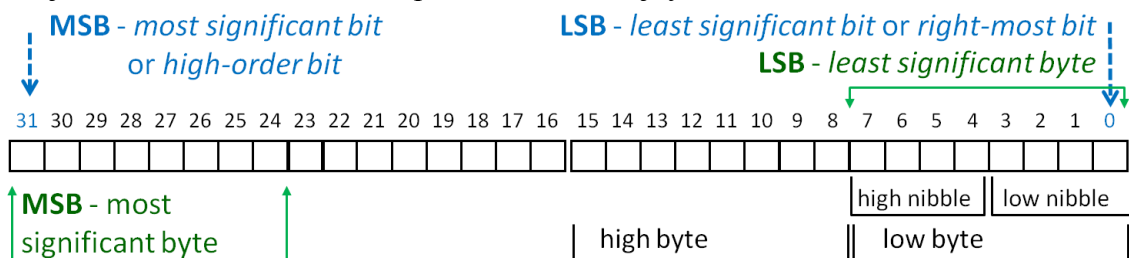 MSB - most significant bit
or high-order bit
LSB - least significant bit or right-most bit
LSB - least significant byte
31 30 29 28 27 26 25 24 23 22 21 20 19 18 17 16 15 14 13 12 11 10 9 8 7 6 5 4 3 2 1 0
MSB - most
significant byte
high nibble low nibble
high byte low byte